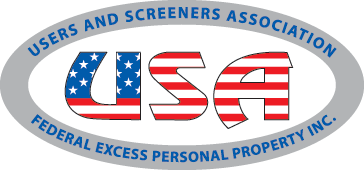 USERS AND SCREENERS ASSOCIATION
USA
FEDERAL EXCESS PERSONAL PROPERTY INC.